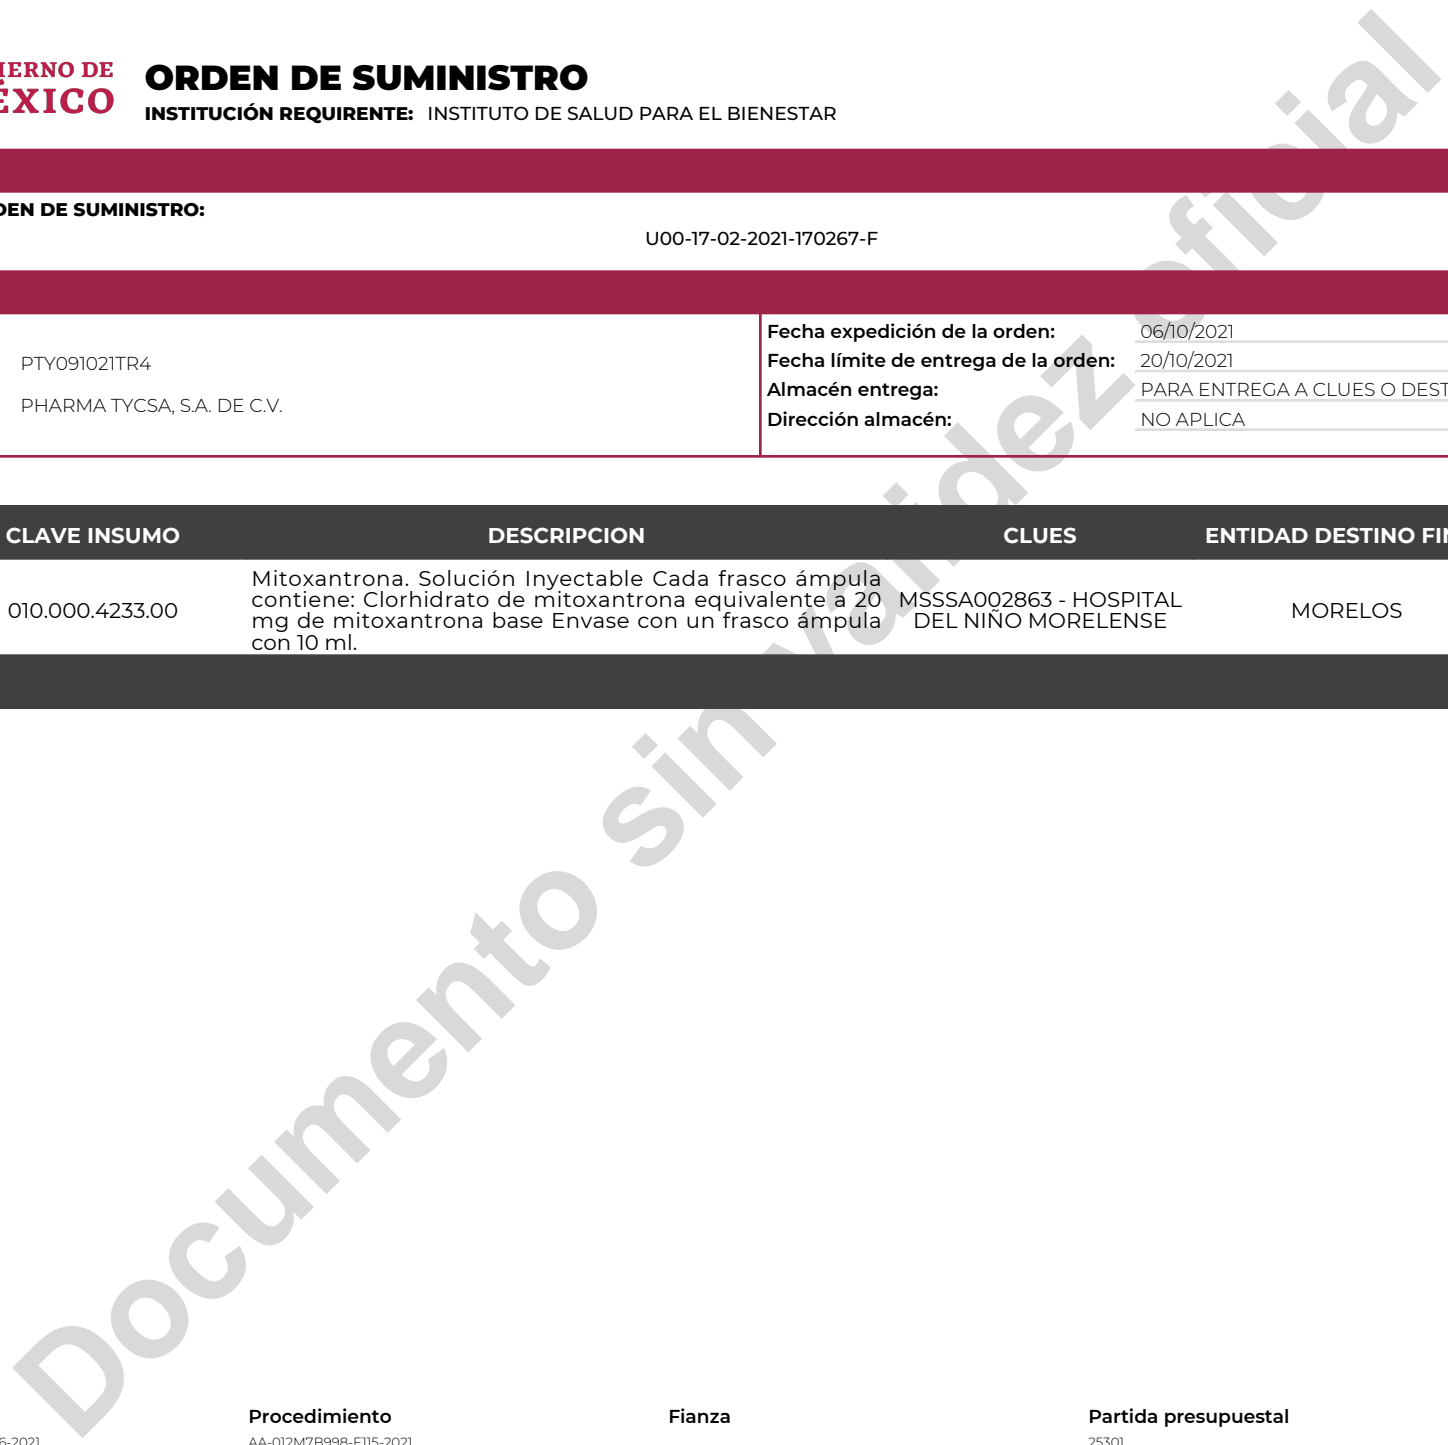 DE
ORDEN DE SUMINISTRO
INSTITUCIÓN REQUIRENTE: INSTITUTO DE SALUD PARA EL BIENESTAR
DE SUMINISTRO:
U00-17-02-2021-170267-F
PTY091021TR4
PHARMA TYCSA, S.A. DE C.V.
Fecha expedición de la orden: 06/10/2021
Fecha límite de entrega de la orden: 20/10/2021
Almacén entrega: PARA ENTREGA A CLUES O
Dirección almacén: NO APLICA
CLAVE INSUMO DESCRIPCION CLUES ENTIDAD DESTINO
010.000.4233.00
Mitoxantrona. Solución Inyectable Cada frasco ámpula
contiene: Clorhidrato de mitoxantrona equivalente a 20
mg de mitoxantrona base Envase con un frasco ámpula
con 10 ml.
MSSSA002863 - HOSPITAL
DEL NIÑO MORELENSE
MORELOS
Documento sin validez oficial
Procedimiento Fianza Partida presupuestal
AA-012M7B998-E115-2021 25301